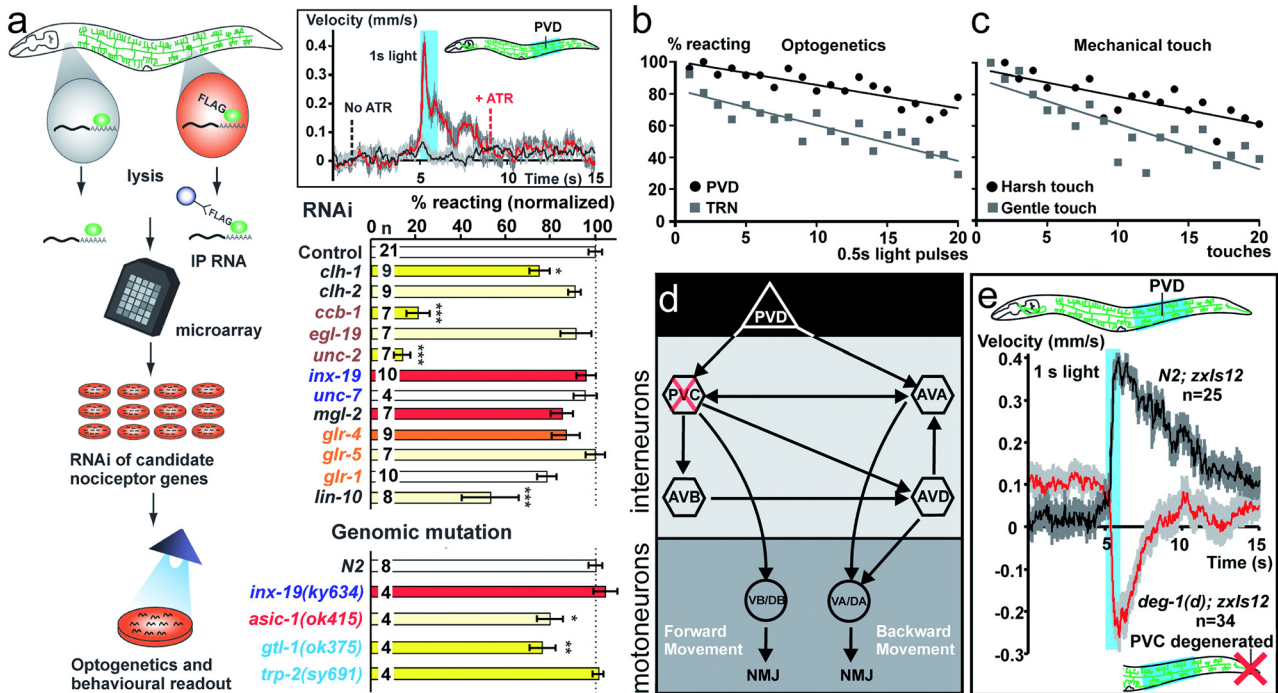 a
FLAG
AAAAA
AAAAA
lysis
FLAG
AAAAA
AAAAA
IP RNA
microarray
RNAi of candidate
nociceptor genes
Optogenetics and
behavioural readout
Velocity (mm/s)
PVD
0.4
1s light
0.3
0.2
No ATR
+ ATR
0.1
0
5
10
15
Time (s)
RNAi
% reacting (normalized)
0 n 20 40 60 80 100
Control 21
clh-1 9 *
clh-2 9
ccb-1 7 ***
egl-19 7
unc-2 7 ***
inx-19 10
unc-7 4
mgl-2 7
glr-4 9
glr-5 7
glr-1 10
lin-10 8 ***
Genomic mutation
N2 8
inx-19(ky634) 4
asic-1(ok415) 4 *
gtl-1(ok375) 4 **
trp-2(sy691) 4
b
% reacting
Optogenetics
100
80
60
40
20
0
PVD
TRN
0 5 10 15 20
0.5s light pulses
c
Mechanical touch
Harsh touch
Gentle touch
0 5 10 15 20
touches
d
PVD
interneurons
PVC
AVA
AVB
AVD
motoneurons
VB/DB
VA/DA
Forward
Movement
Backward
Movement
NMJ
NMJ
e
PVD
Velocity (mm/s)
0.4
1 s light
N2; zxIs12
n=25
0.3
0.2
0.1
0
5
10
15
Time (s)
-0.1
-0.2
-0.3
deg-1(d); zxIs12
n=34
PVC degenerated